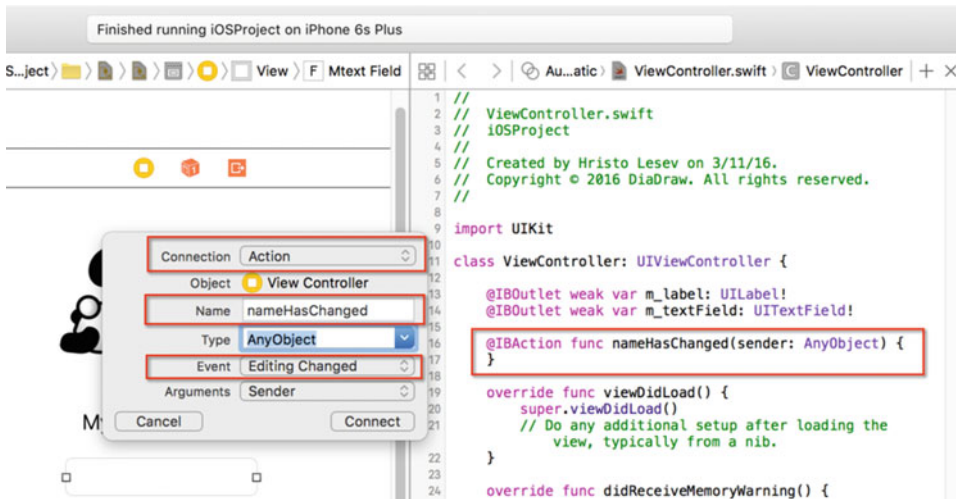 Finished running iOSProject on iPhone 6s Plus
S...ject) View F Mtext Field
Au...atic ViewController.swift C ViewController
Connection Action
Object View Controller
Name nameHasChanged
Type AnyObject
Event Editing Changed
Arguments Sender
Cancel Connect
My
1 //
2 // ViewController.swift
3 // iOSProject
4 //
5 // Created by Hristo Lesev on 3/11/16.
6 // Copyright © 2016 DiaDraw. All rights reserved.
7 //
8
9 import UIKit
10
11 class ViewController: UIViewController {
12
13 @IBOutlet weak var m_label: UILabel!
14 @IBOutlet weak var m_textField: UITextField!
15
16 @IBAction func nameHasChanged(sender: AnyObject) {
17 }
18
19 override func viewDidLoad() {
20 super.viewDidLoad()
21 // Do any additional setup after loading the
view, typically from a nib.
22 }
23
24 override func didReceiveMemoryWarning() {